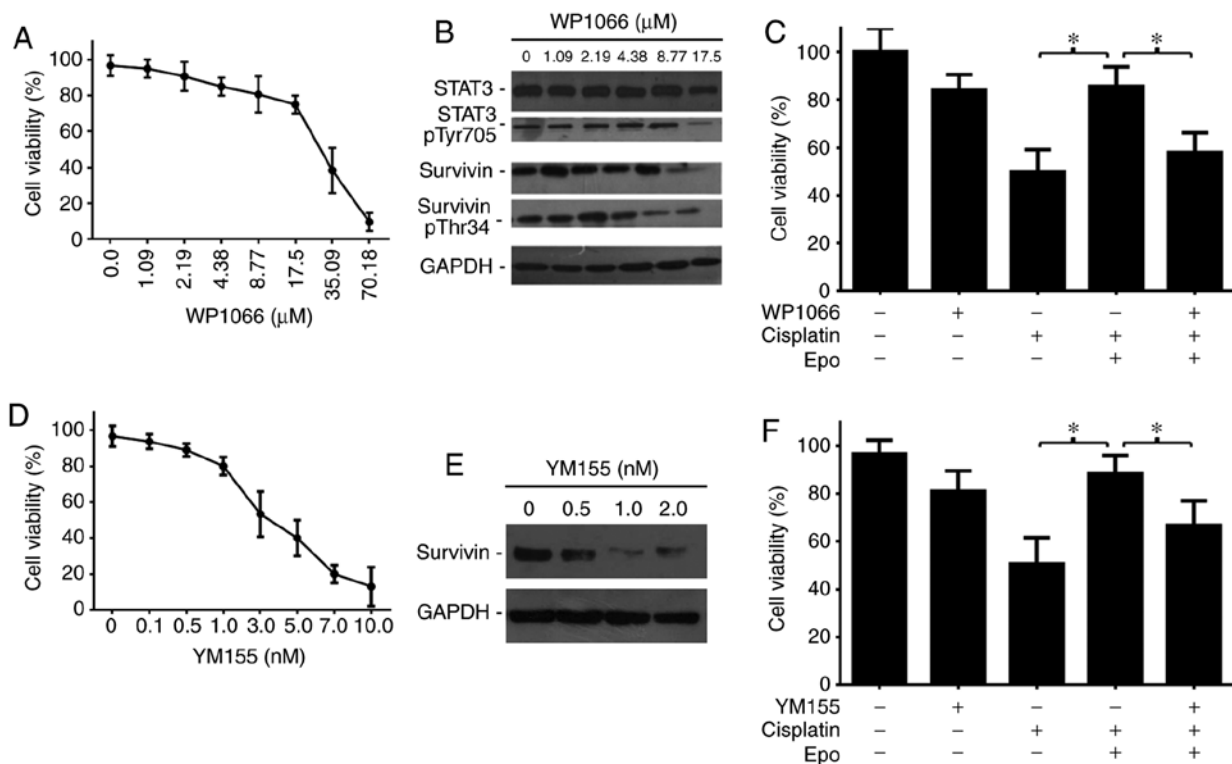 A
Cell viability (%)
100
80
60
40
20
0
0.0 1.09 2.19 4.38 8.77 17.5 35.09 70.18
WP1066 (μM)
B
WP1066 (μM)
0 1.09 2.19 4.38 8.77 17.5
STAT3 -
STAT3 -
pTyr705
Survivin -
Survivin -
pThr34
GAPDH -
C
Cell viability (%)
100
80
60
40
20
0
* *
WP1066 – + – – +
Cisplatin – – + + +
Epo – – – + +
D
Cell viability (%)
100
80
60
40
20
0
0 0.1 0.5 1.0 3.0 5.0 7.0 10.0
YM155 (nM)
E
YM155 (nM)
0 0.5 1.0 2.0
Survivin -
GAPDH -
F
Cell viability (%)
100
80
60
40
20
0
* *
YM155 – + – – +
Cisplatin – – + + +
Epo – – – + +